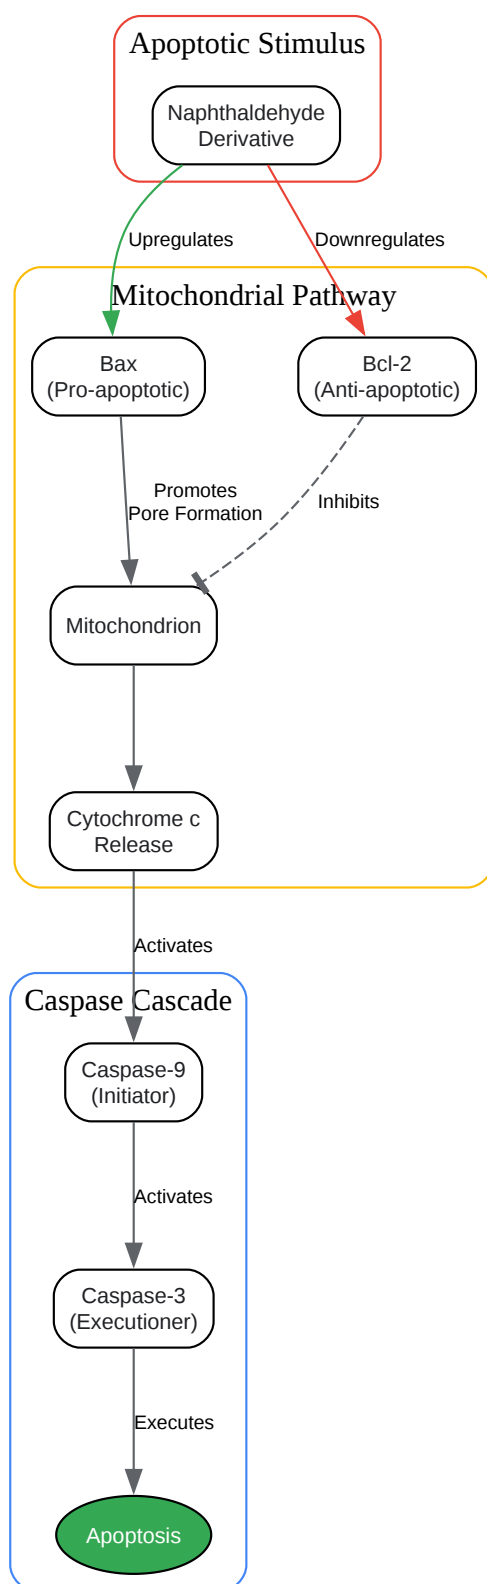 Apoptotic Stimulus
Naphthaldehyde
Derivative
Upregulates
Downregulates
Mitochondrial Pathway
Bax
(Pro-apoptotic)
Bcl-2
(Anti-apoptotic)
Promotes
Pore Formation
Inhibits
Mitochondrion
Cytochrome c
Release
Activates
Caspase Cascade
Caspase-9
(Initiator)
Activates
Caspase-3
(Executioner)
Executes
Apoptosis